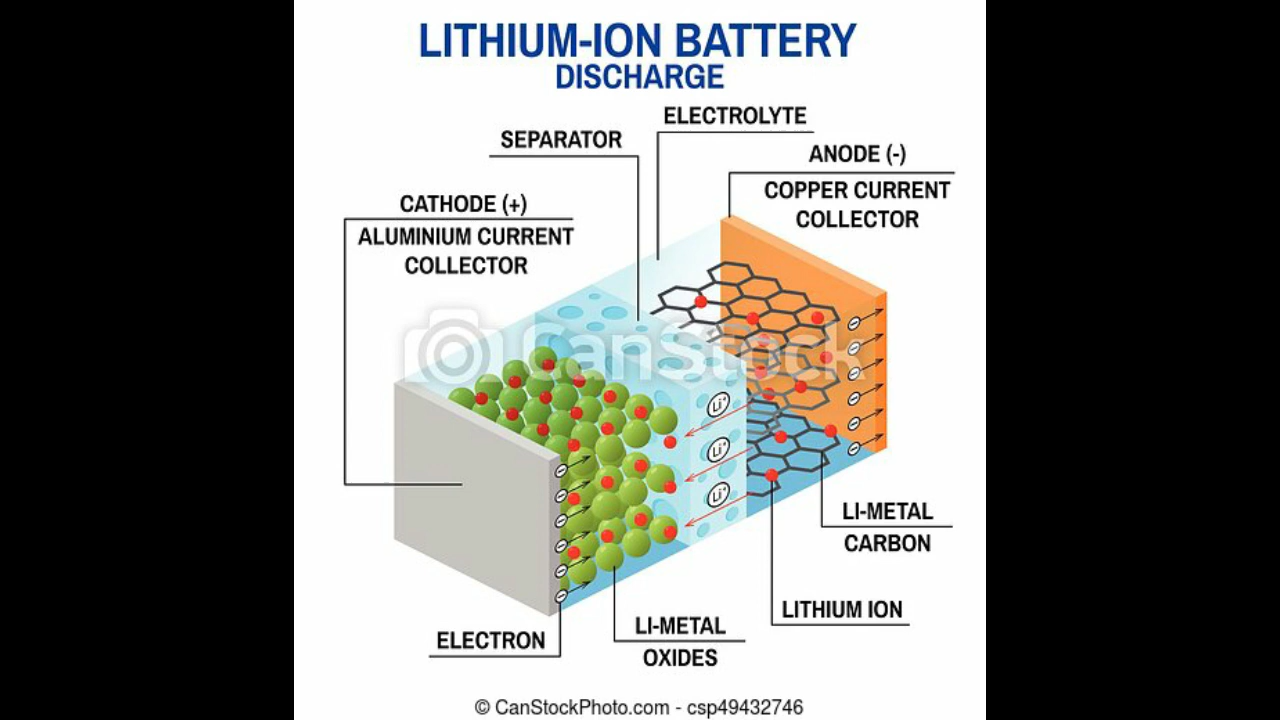 LITHIUM-ION BATTERY
DISCHARGE
ELECTROLYTE
SEPARATOR
ANODE (-)
COPPER CURRENT
COLLECTOR
CATHODE (+)
ALUMINIUM CURRENT
COLLECTOR
CanStock
Li+
Li+
Li+
LI-METAL
CARBON
LITHIUM ION
LI-METAL
OXIDES
ELECTRON
© CanStockPhoto.com - csp49432746